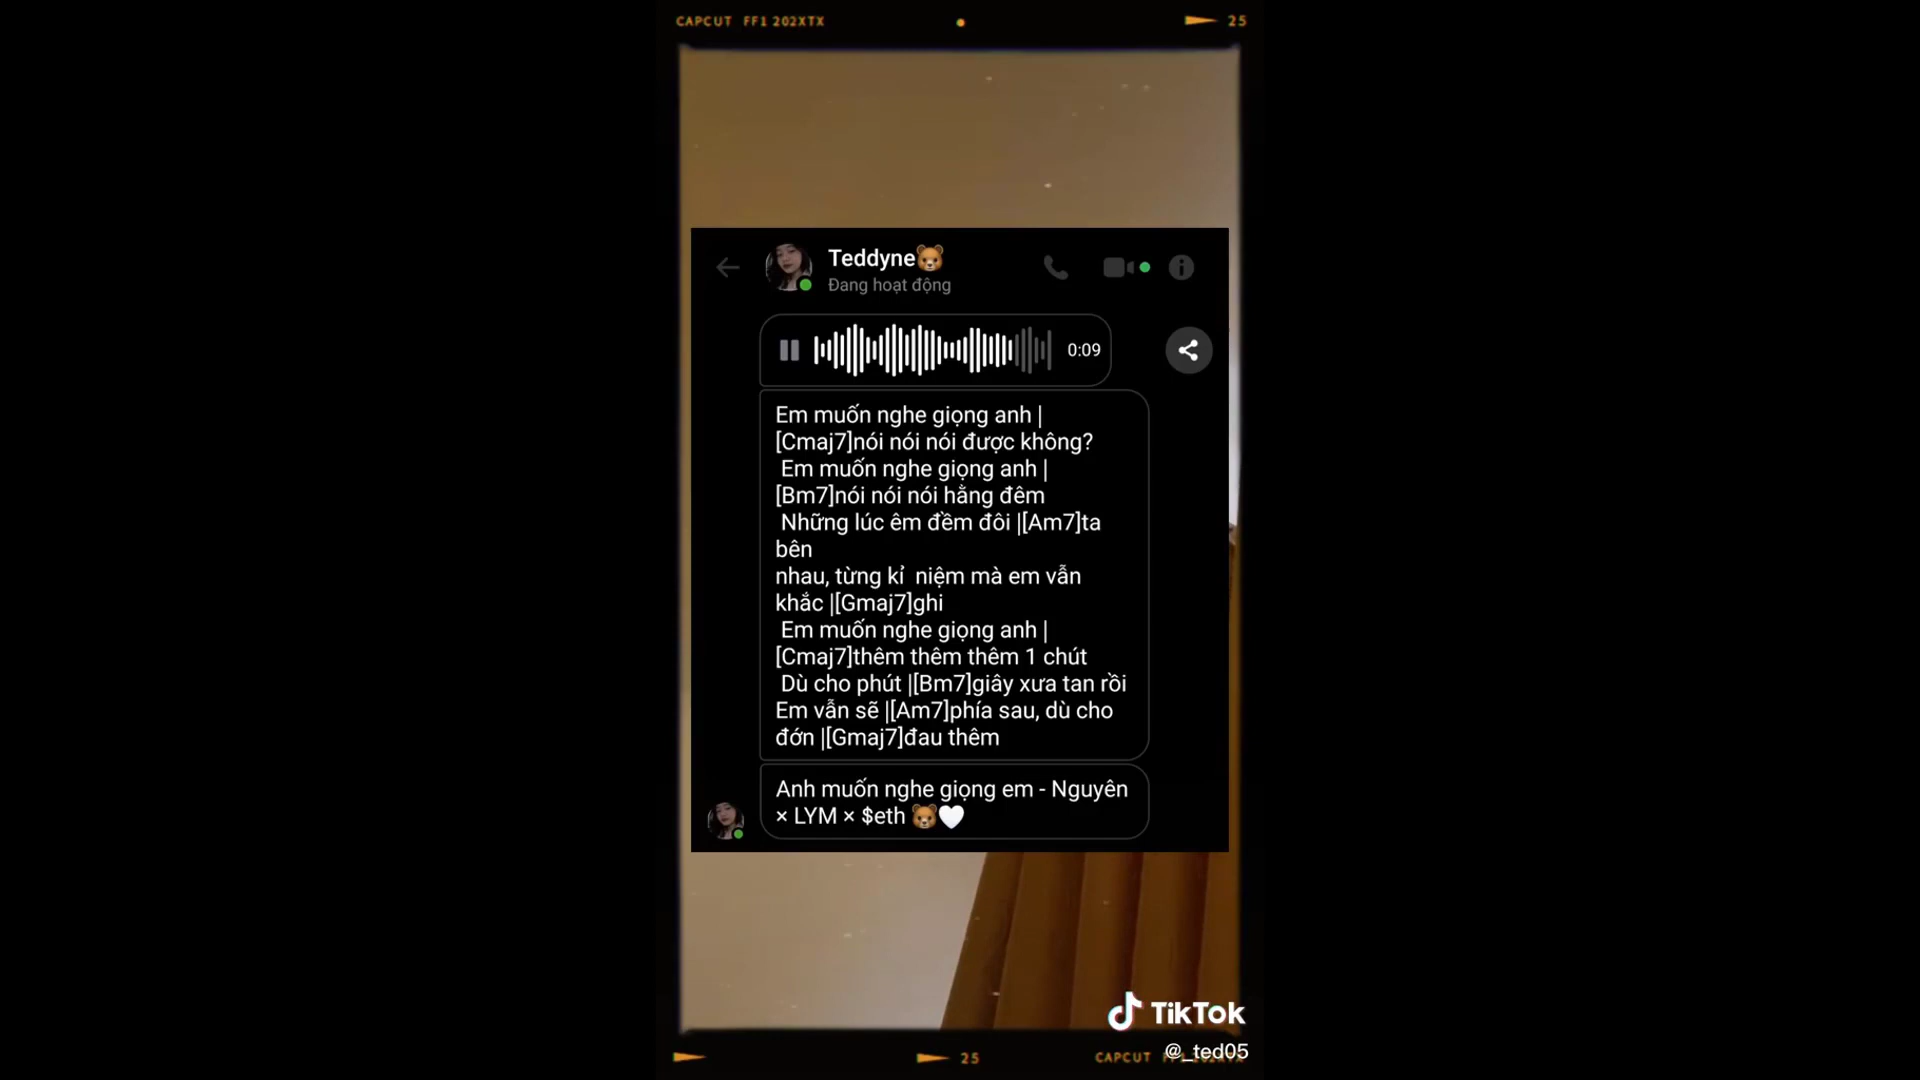 CAPCUT FF1 202XTX
25
Teddyne🐻
Đang hoạt động
0:09
Em muốn nghe giọng anh |
[Cmaj7]nói nói nói được không?
Em muốn nghe giọng anh |
[Bm7]nói nói nói hằng đêm
Những lúc êm đềm đôi |[Am7]ta
bên
nhau, từng kỉ  niệm mà em vẫn
khắc |[Gmaj7]ghi
Em muốn nghe giọng anh |
[Cmaj7]thêm thêm thêm 1 chút
Dù cho phút |[Bm7]giây xưa tan rồi
Em vẫn sẽ |[Am7]phía sau, dù cho
đớn |[Gmaj7]đau thêm
Anh muốn nghe giọng em - Nguyên
× LYM × $eth 🐻🤍
TikTok
@_ted05
25
CAPCUT